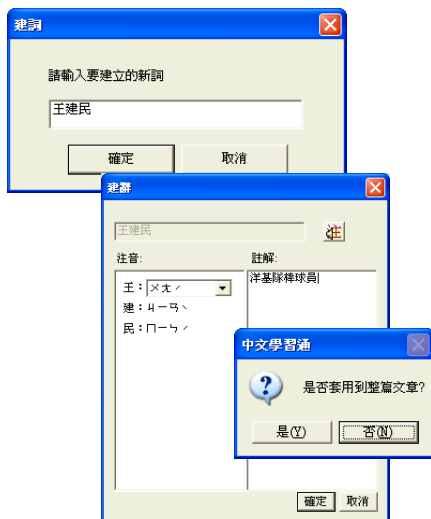 建詞
請輸入要建立的新詞
王建民
確定 取消
建辭
王建民
注音: 註解:
王：ㄨㄤˊ 洋基隊棒球員
建：ㄐㄧㄢˋ
民：ㄇㄧㄣˊ
中文學習通
是否套用到整篇文章?
是(Y) 否(N)
確定 取消